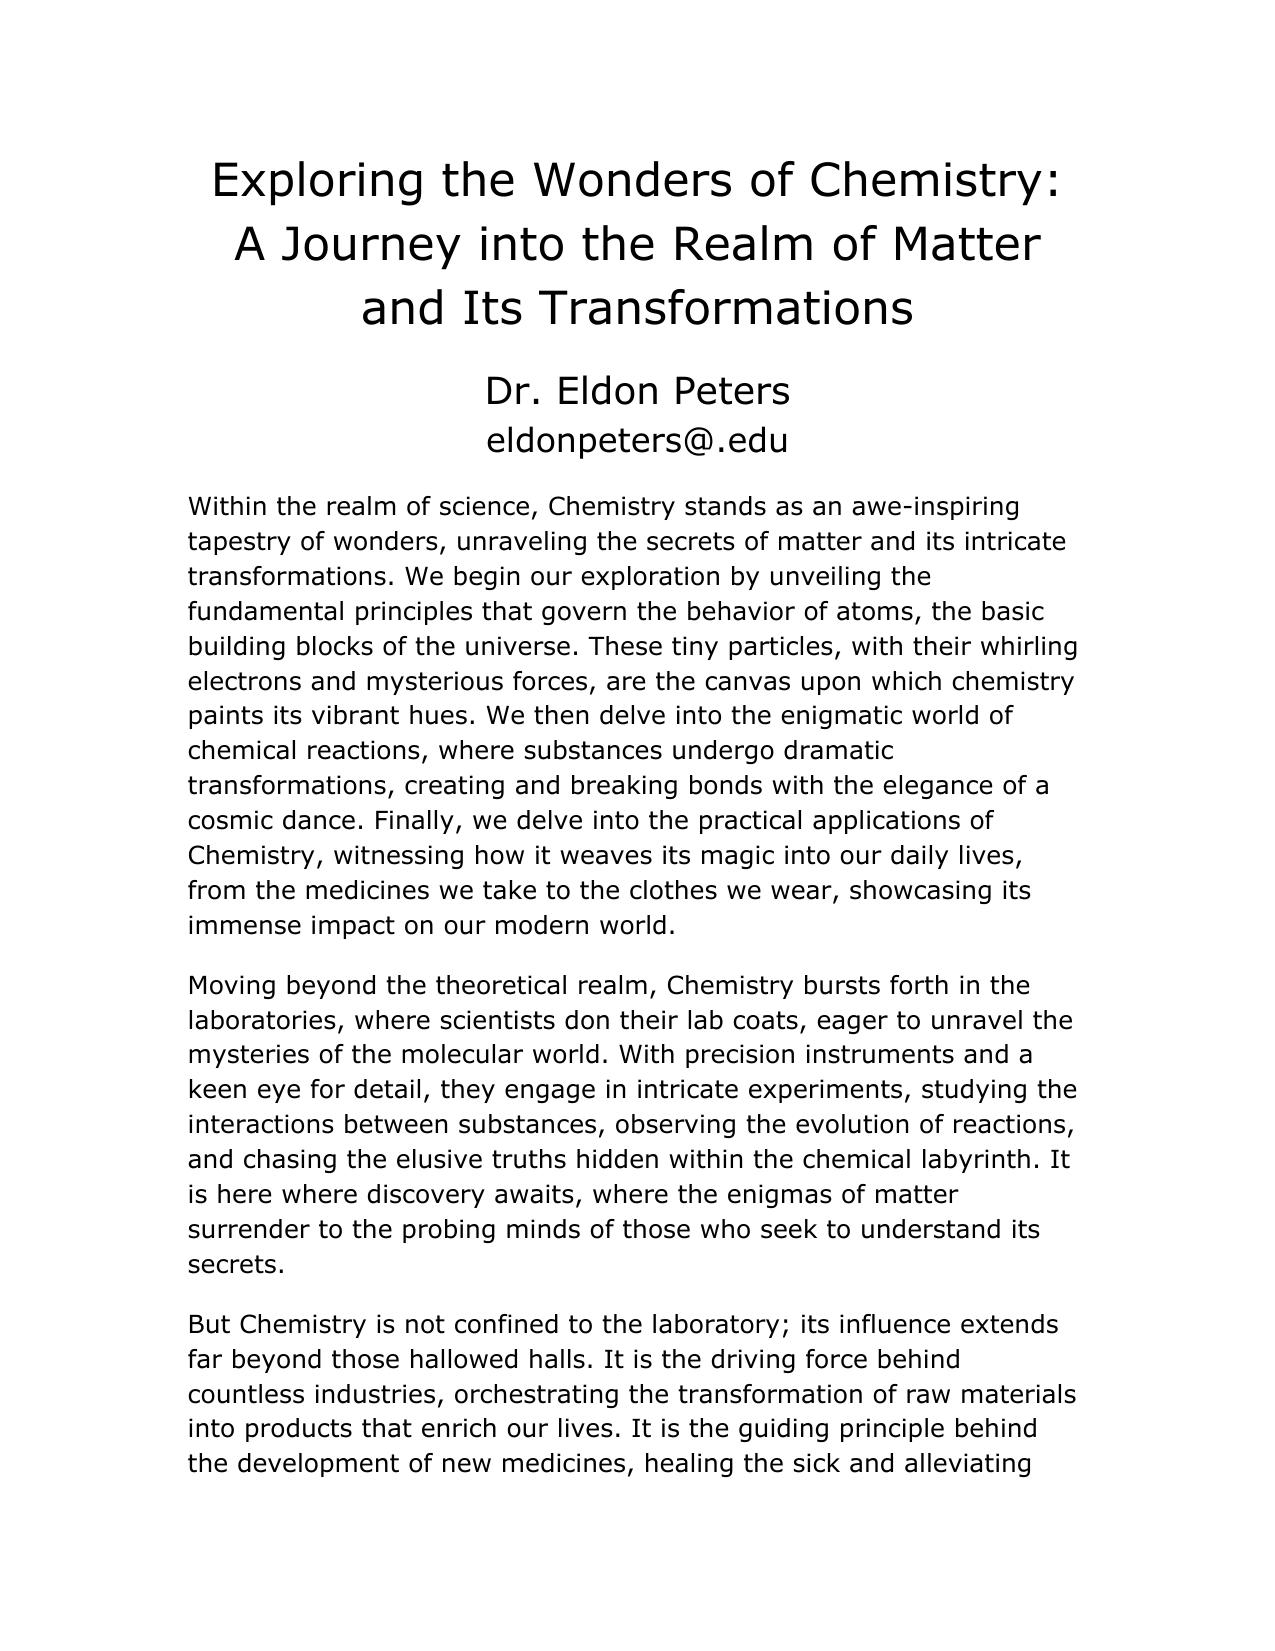 Exploring the Wonders of Chemistry:
A Journey into the Realm of Matter
and Its Transformations
Dr. Eldon Peters
eldonpeters@.edu
Within the realm of science, Chemistry stands as an awe-inspiring
tapestry of wonders, unraveling the secrets of matter and its intricate
transformations. We begin our exploration by unveiling the
fundamental principles that govern the behavior of atoms, the basic
building blocks of the universe. These tiny particles, with their whirling
electrons and mysterious forces, are the canvas upon which chemistry
paints its vibrant hues. We then delve into the enigmatic world of
chemical reactions, where substances undergo dramatic
transformations, creating and breaking bonds with the elegance of a
cosmic dance. Finally, we delve into the practical applications of
Chemistry, witnessing how it weaves its magic into our daily lives,
from the medicines we take to the clothes we wear, showcasing its
immense impact on our modern world.
Moving beyond the theoretical realm, Chemistry bursts forth in the
laboratories, where scientists don their lab coats, eager to unravel the
mysteries of the molecular world. With precision instruments and a
keen eye for detail, they engage in intricate experiments, studying the
interactions between substances, observing the evolution of reactions,
and chasing the elusive truths hidden within the chemical labyrinth. It
is here where discovery awaits, where the enigmas of matter
surrender to the probing minds of those who seek to understand its
secrets.
But Chemistry is not confined to the laboratory; its influence extends
far beyond those hallowed halls. It is the driving force behind
countless industries, orchestrating the transformation of raw materials
into products that enrich our lives. It is the guiding principle behind
the development of new medicines, healing the sick and alleviating